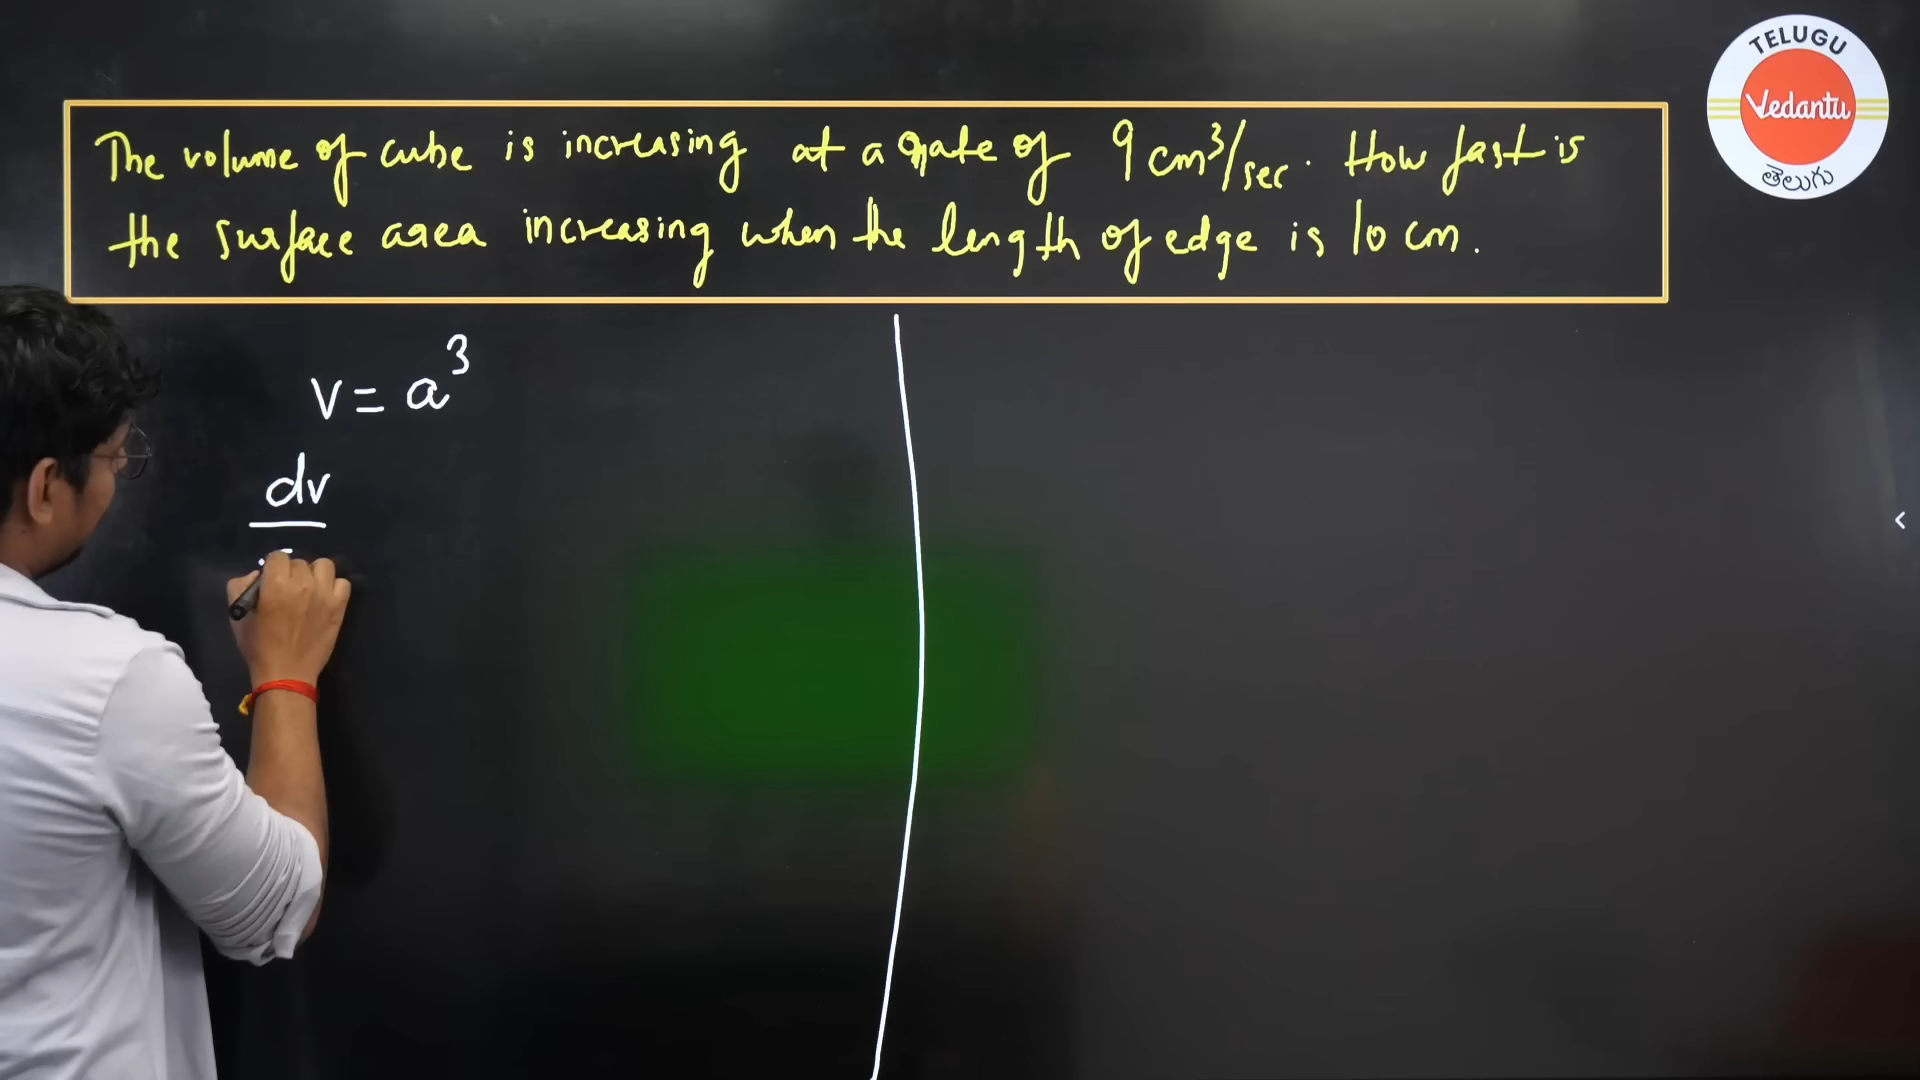 The volume of cube is increasing at a rate of 9 cm³/sec. How fast is
the surface area increasing when the length of edge is 10 cm.
v = a³
dv
TELUGU
Vedantu
తెలుగు